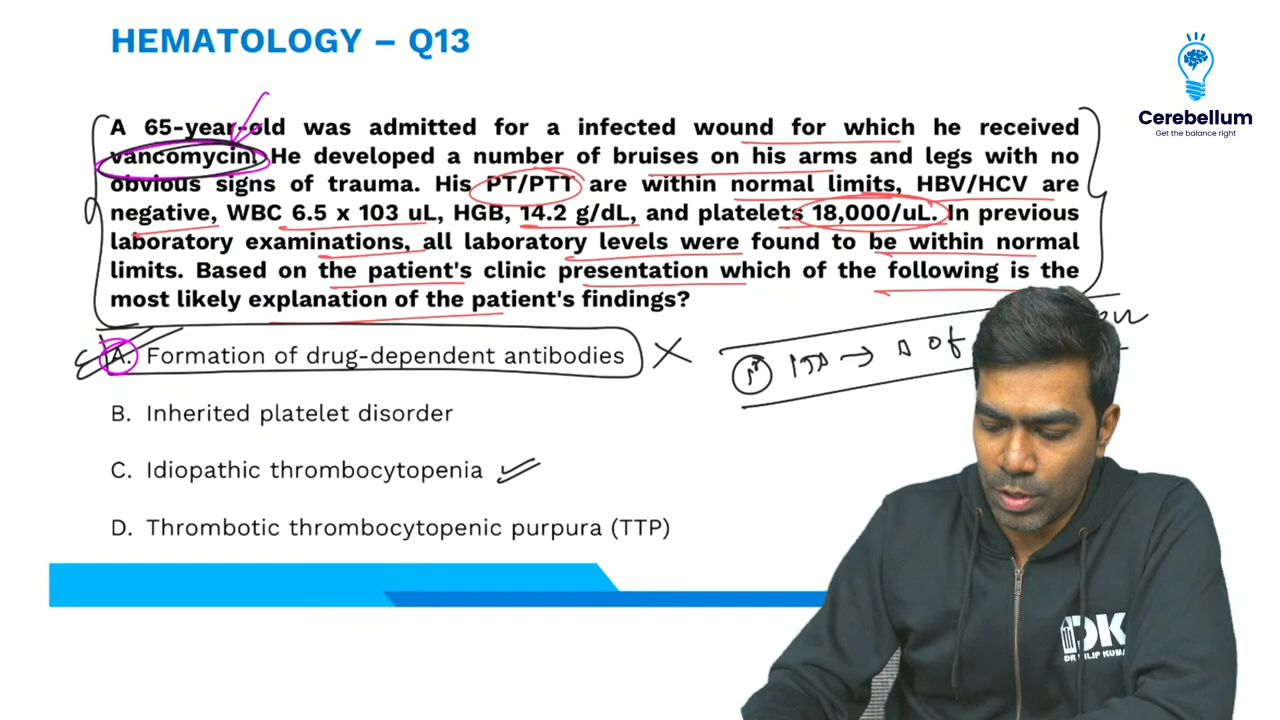 HEMATOLOGY – Q13
Cerebellum
Get the balance right
A 65-year-old was admitted for a infected wound for which he received
vancomycin. He developed a number of bruises on his arms and legs with no
obvious signs of trauma. His PT/PTT are within normal limits, HBV/HCV are
negative, WBC 6.5 x 103 uL, HGB, 14.2 g/dL, and platelets 18,000/uL. In previous
laboratory examinations, all laboratory levels were found to be within normal
limits. Based on the patient's clinic presentation which of the following is the
most likely explanation of the patient's findings?
A. Formation of drug-dependent antibodies
ITP → Δ of
B. Inherited platelet disorder
C. Idiopathic thrombocytopenia
D. Thrombotic thrombocytopenic purpura (TTP)
DK